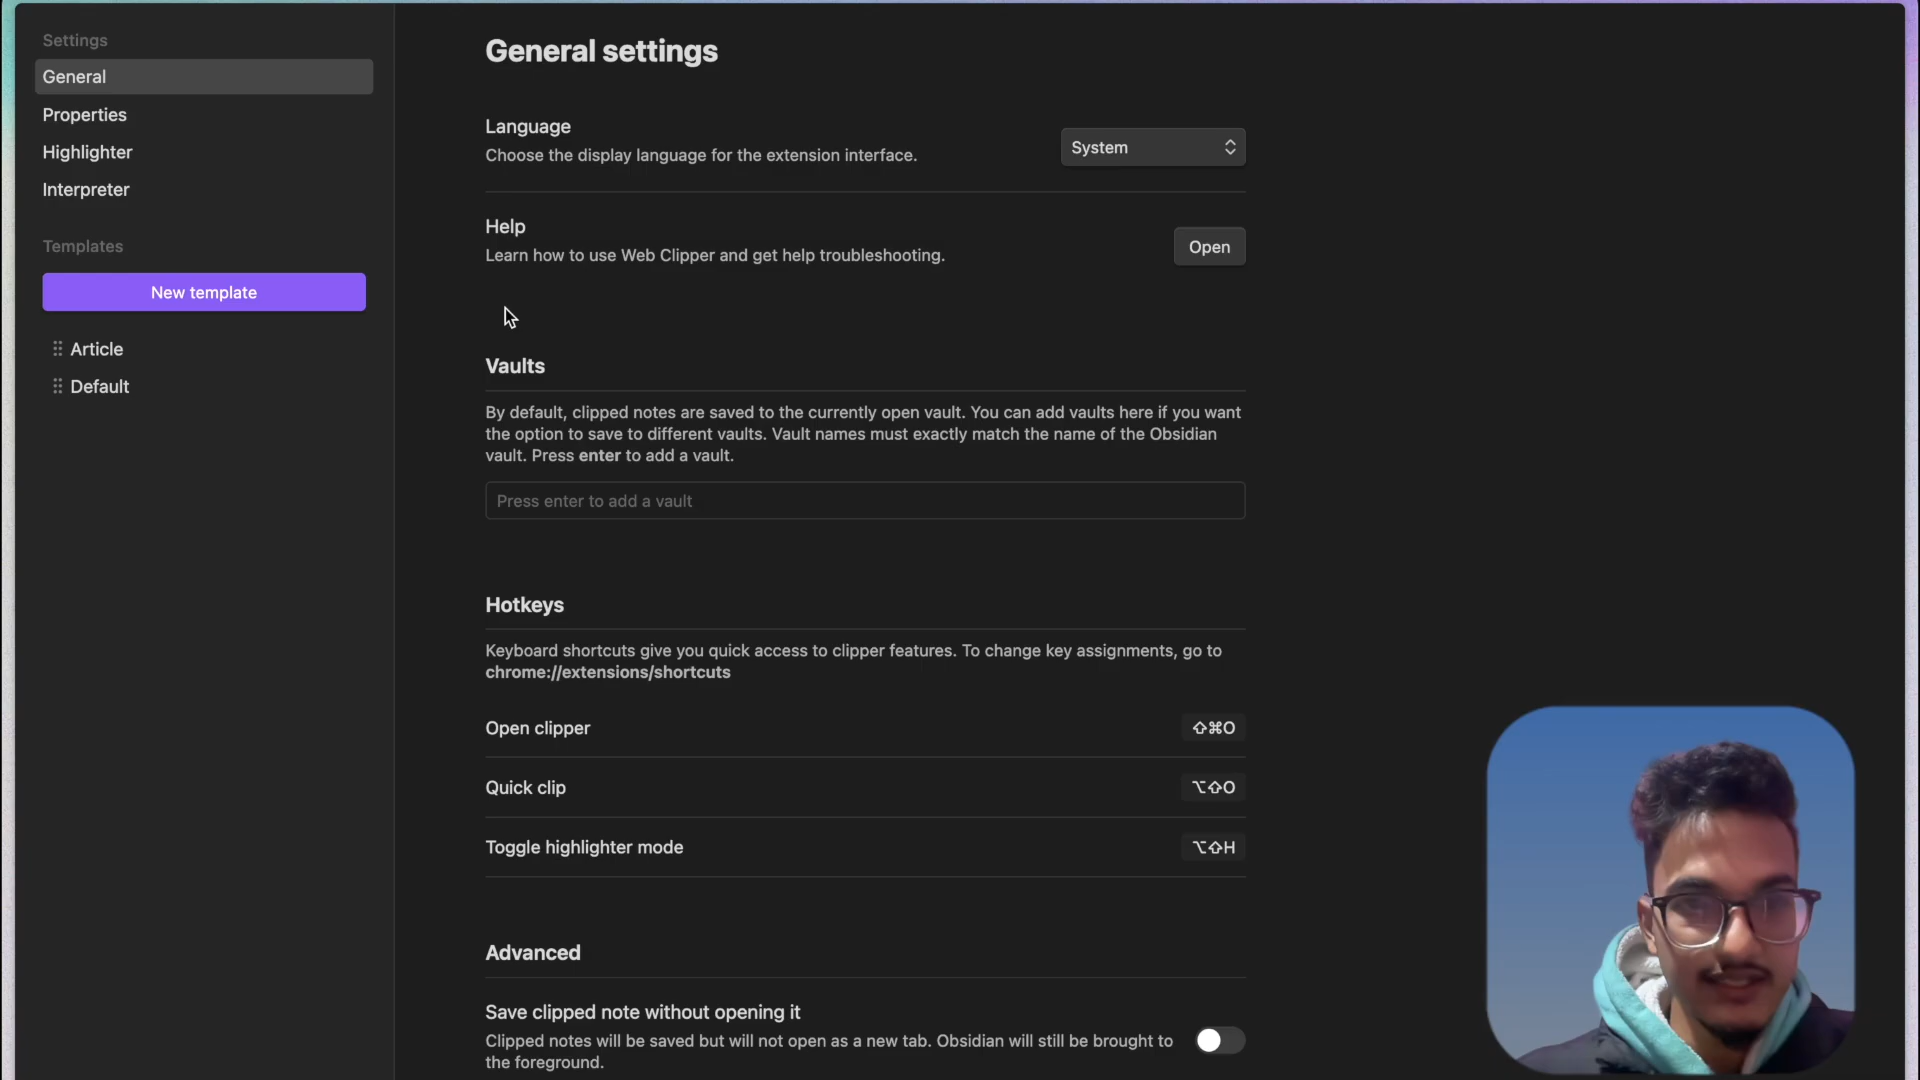 Settings
General
Properties
Highlighter
Interpreter
Templates
New template
Article
Default
General settings
Language
Choose the display language for the extension interface.
System
Help
Learn how to use Web Clipper and get help troubleshooting.
Open
Vaults
By default, clipped notes are saved to the currently open vault. You can add vaults here if you want
the option to save to different vaults. Vault names must exactly match the name of the Obsidian
vault. Press enter to add a vault.
Press enter to add a vault
Hotkeys
Keyboard shortcuts give you quick access to clipper features. To change key assignments, go to
chrome://extensions/shortcuts
Open clipper
⇧⌘O
Quick clip
⌥⇧O
Toggle highlighter mode
⌥⇧H
Advanced
Save clipped note without opening it
Clipped notes will be saved but will not open as a new tab. Obsidian will still be brought to
the foreground.